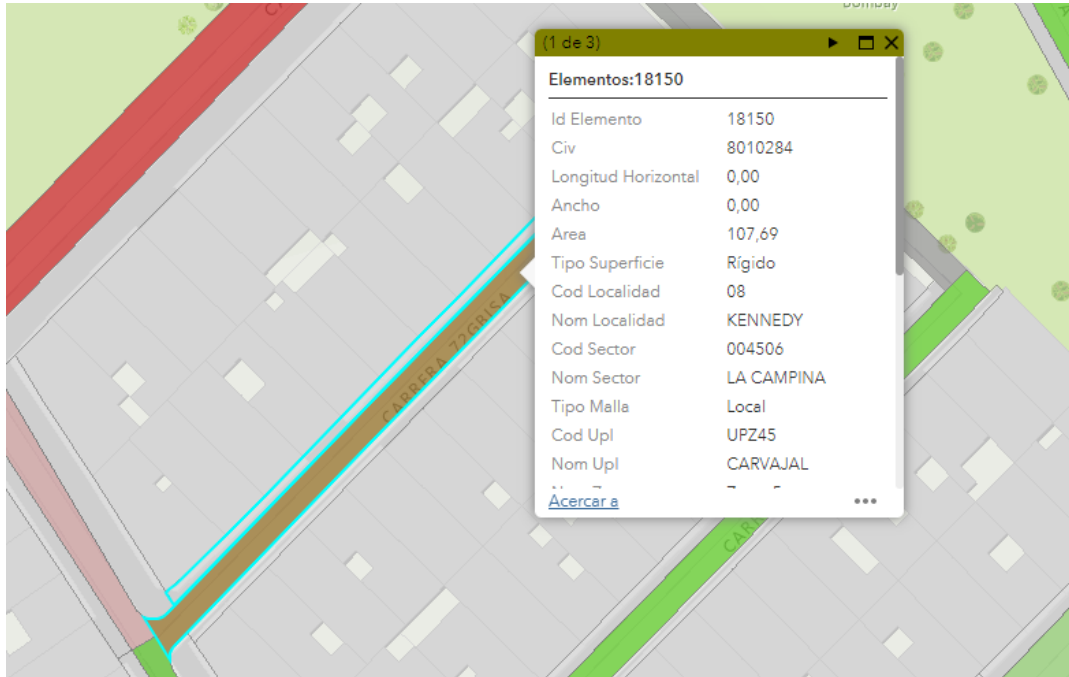 Bombay
(1 de 3)
Elementos:18150
Id Elemento 18150
Civ 8010284
Longitud Horizontal 0,00
Ancho 0,00
Area 107,69
Tipo Superficie Rígido
Cod Localidad 08
Nom Localidad KENNEDY
Cod Sector 004506
Nom Sector LA CAMPINA
Tipo Malla Local
Cod Upl UPZ45
Nom Upl CARVAJAL
Acercar a
CARRERA 72GBISA